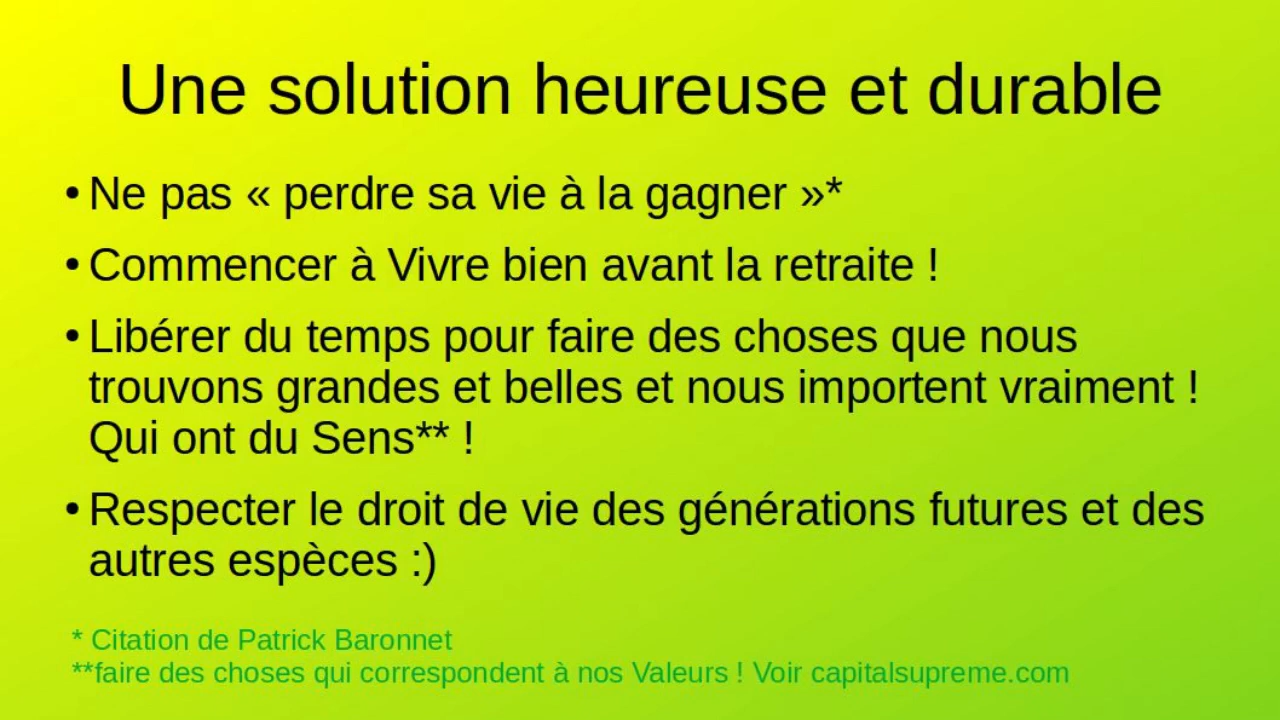 Une solution heureuse et durable
• Ne pas « perdre sa vie à la gagner »*
• Commencer à Vivre bien avant la retraite !
• Libérer du temps pour faire des choses que nous
trouvons grandes et belles et nous importent vraiment !
Qui ont du Sens** !
• Respecter le droit de vie des générations futures et des
autres espèces :)
* Citation de Patrick Baronnet
**faire des choses qui correspondent à nos Valeurs ! Voir capitalsupreme.com